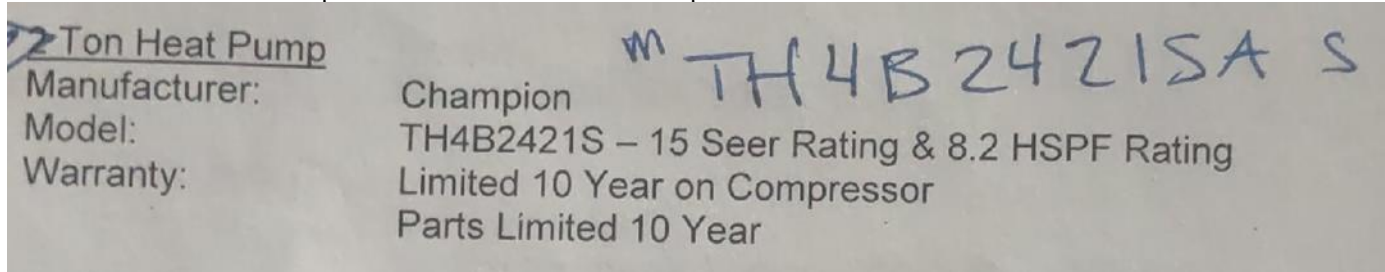 2 Ton Heat Pump
M TH4B2421SA S
Manufacturer: Champion
Model: TH4B2421S – 15 Seer Rating & 8.2 HSPF Rating
Warranty: Limited 10 Year on Compressor
Parts Limited 10 Year